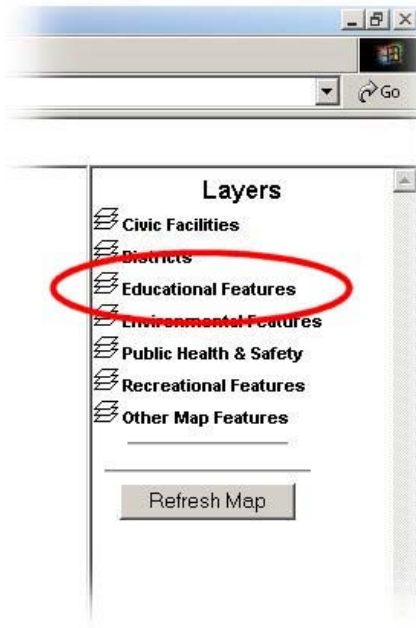 Go
Layers
Civic Facilities
Districts
Educational Features
Environmental Features
Public Health & Safety
Recreational Features
Other Map Features
Refresh Map